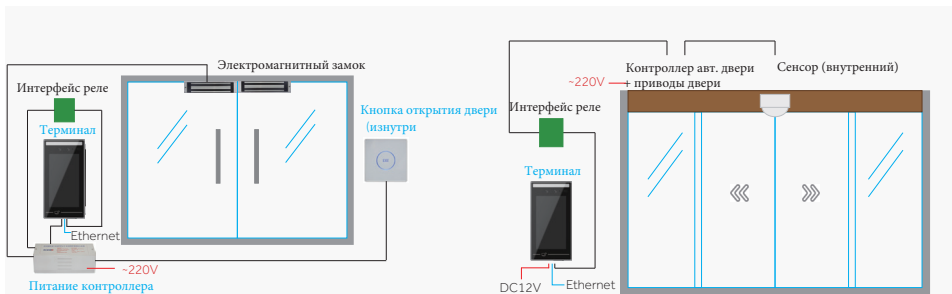 Электромагнитный замок
Интерфейс реле
Терминал
Кнопка открытия двери
(изнутри
Ethernet
~220V
Питание контроллера
Контроллер авт. двери
+ приводы двери
Сенсор (внутренний)
~220V
Интерфейс реле
Терминал
DC12V
Ethernet